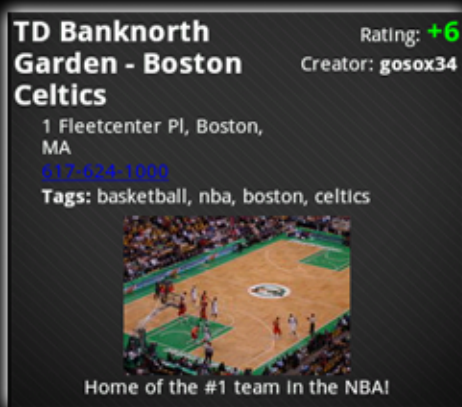 TD Banknorth
Garden - Boston
Celtics
Rating: +6
Creator: gosox34
1 Fleetcenter Pl, Boston,
MA
617-624-1000
Tags: basketball, nba, boston, celtics
Home of the #1 team in the NBA!